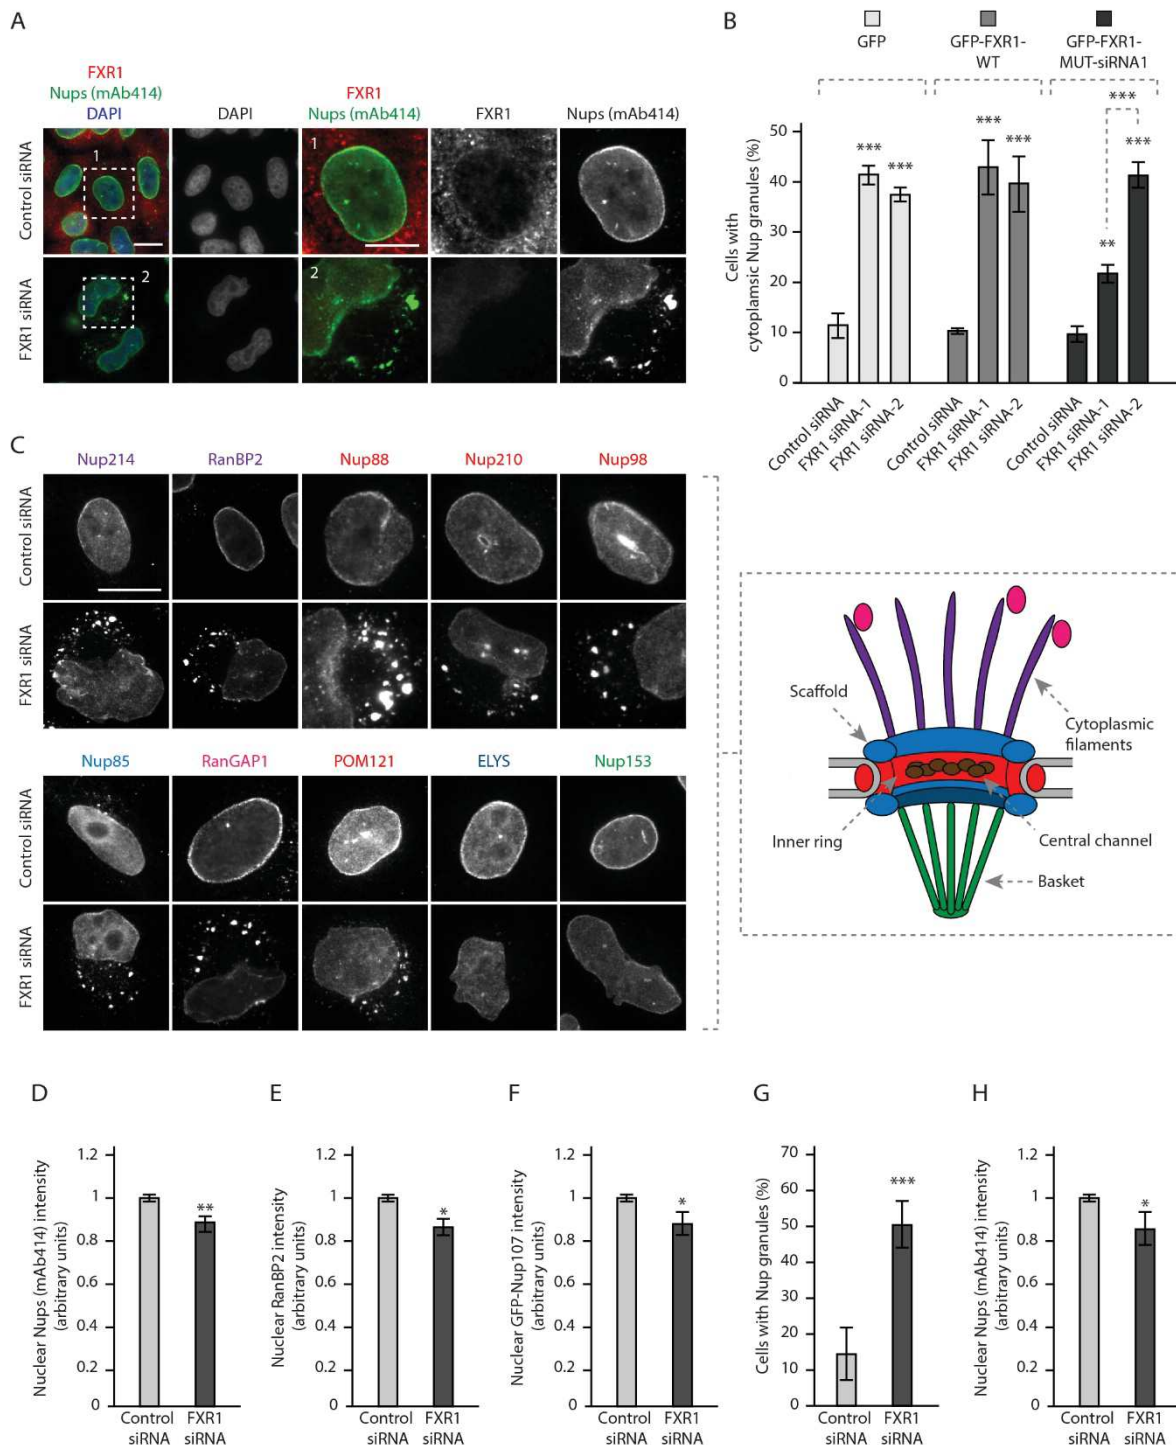 A
FXR1
Nups (mAb414)
DAPI
DAPI
FXR1
Nups (mAb414)
FXR1
Nups (mAb414)
Control siRNA
1
1
FXR1 siRNA
2
2
B
GFP
GFP-FXR1-
WT
GFP-FXR1-
MUT-siRNA1
Cells with
cytoplamsic Nup granules (%)
50
40
30
20
10
0
***
***
***
***
***
**
***
Control siRNA
FXR1 siRNA-1
FXR1 siRNA-2
Control siRNA
FXR1 siRNA-1
FXR1 siRNA-2
Control siRNA
FXR1 siRNA-1
FXR1 siRNA-2
C
Nup214
RanBP2
Nup88
Nup210
Nup98
Control siRNA
FXR1 siRNA
Nup85
RanGAP1
POM121
ELYS
Nup153
Control siRNA
FXR1 siRNA
Scaffold
Cytoplasmic
filaments
Inner ring
Central channel
Basket
D
Nuclear Nups (mAb414) intensity
(arbitrary units)
1.2
1
0.8
0.6
0.4
0.2
0
**
Control
siRNA
FXR1
siRNA
E
Nuclear RanBP2 intensity
(arbitrary units)
1.2
1
0.8
0.6
0.4
0.2
0
*
Control
siRNA
FXR1
siRNA
F
Nuclear GFP-Nup107 intensity
(arbitrary units)
1.2
1
0.8
0.6
0.4
0.2
0
*
Control
siRNA
FXR1
siRNA
G
Cells with Nup granules (%)
70
60
50
40
30
20
10
0
***
Control
siRNA
FXR1
siRNA
H
Nuclear Nups (mAb414) intensity
(arbitrary units)
1.2
1
0.8
0.6
0.4
0.2
0
*
Control
siRNA
FXR1
siRNA